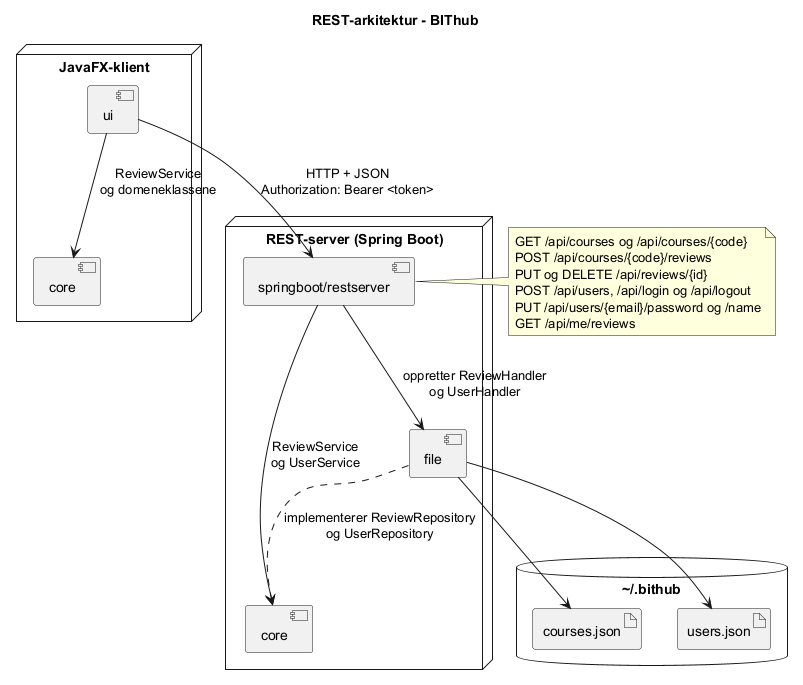 REST-arkitektur - BIThub
JavaFX-klient
ui
ReviewService
og domeneklassene
HTTP + JSON
Authorization: Bearer <token>
core
REST-server (Spring Boot)
springboot/restserver
GET /api/courses og /api/courses/{code}
POST /api/courses/{code}/reviews
PUT og DELETE /api/reviews/{id}
POST /api/users, /api/login og /api/logout
PUT /api/users/{email}/password og /name
GET /api/me/reviews
oppretter ReviewHandler
og UserHandler
ReviewService
og UserService
file
implementerer ReviewRepository
og UserRepository
core
~/.bithub
courses.json
users.json